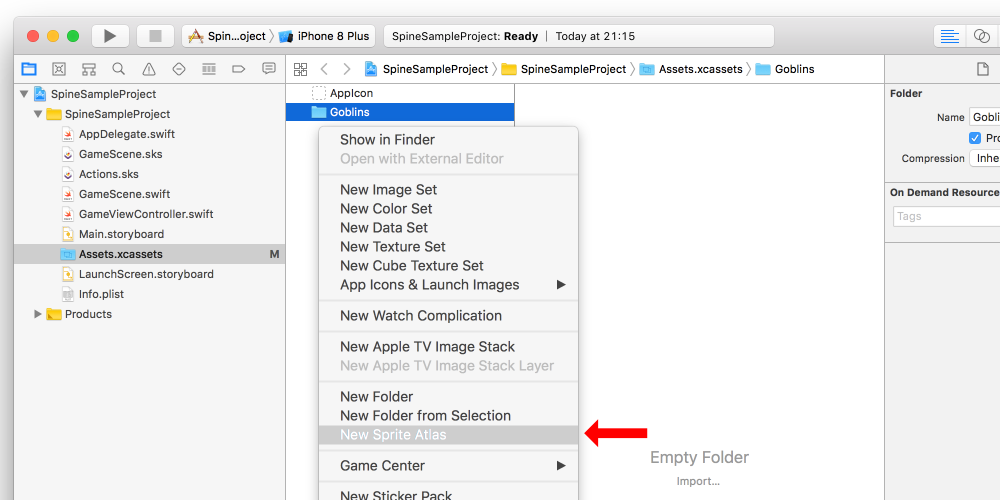 Spin...oject
iPhone 8 Plus
SpineSampleProject: Ready | Today at 21:15
SpineSampleProject
SpineSampleProject
Assets.xcassets
Goblins
SpineSampleProject
SpineSampleProject
AppDelegate.swift
GameScene.sks
Actions.sks
GameScene.swift
GameViewController.swift
Main.storyboard
Assets.xcassets M
LaunchScreen.storyboard
Info.plist
Products
AppIcon
Goblins
Show in Finder
Open with External Editor
New Image Set
New Color Set
New Data Set
New Texture Set
New Cube Texture Set
App Icons & Launch Images
New Watch Complication
New Apple TV Image Stack
New Apple TV Image Stack Layer
New Folder
New Folder from Selection
New Sprite Atlas
Game Center
New Sticker Pack
Empty Folder
Import...
Folder
Name Gobli
Pro
Compression Inhe
On Demand Resource
Tags